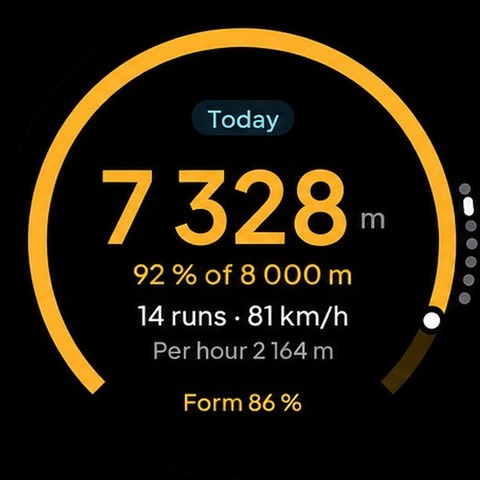 Today
7 328 m
92 % of 8 000 m
14 runs · 81 km/h
Per hour 2 164 m
Form 86 %